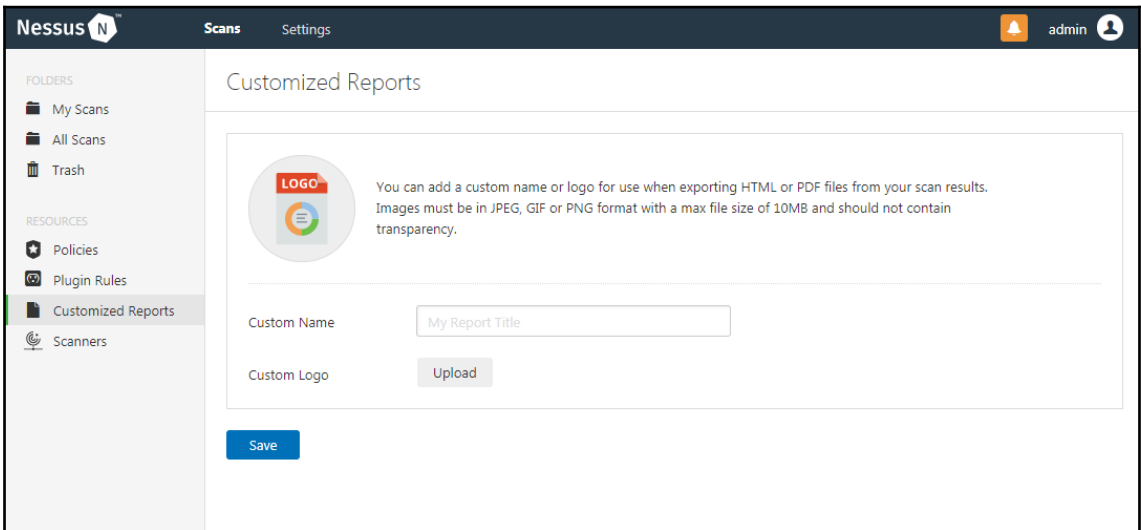 Nessus N ™ Scans Settings admin
FOLDERS
My Scans
All Scans
Trash
RESOURCES
Policies
Plugin Rules
Customized Reports
Scanners
Customized Reports
LOGO
You can add a custom name or logo for use when exporting HTML or PDF files from your scan results.
Images must be in JPEG, GIF or PNG format with a max file size of 10MB and should not contain
transparency.
Custom Name My Report Title
Custom Logo Upload
Save